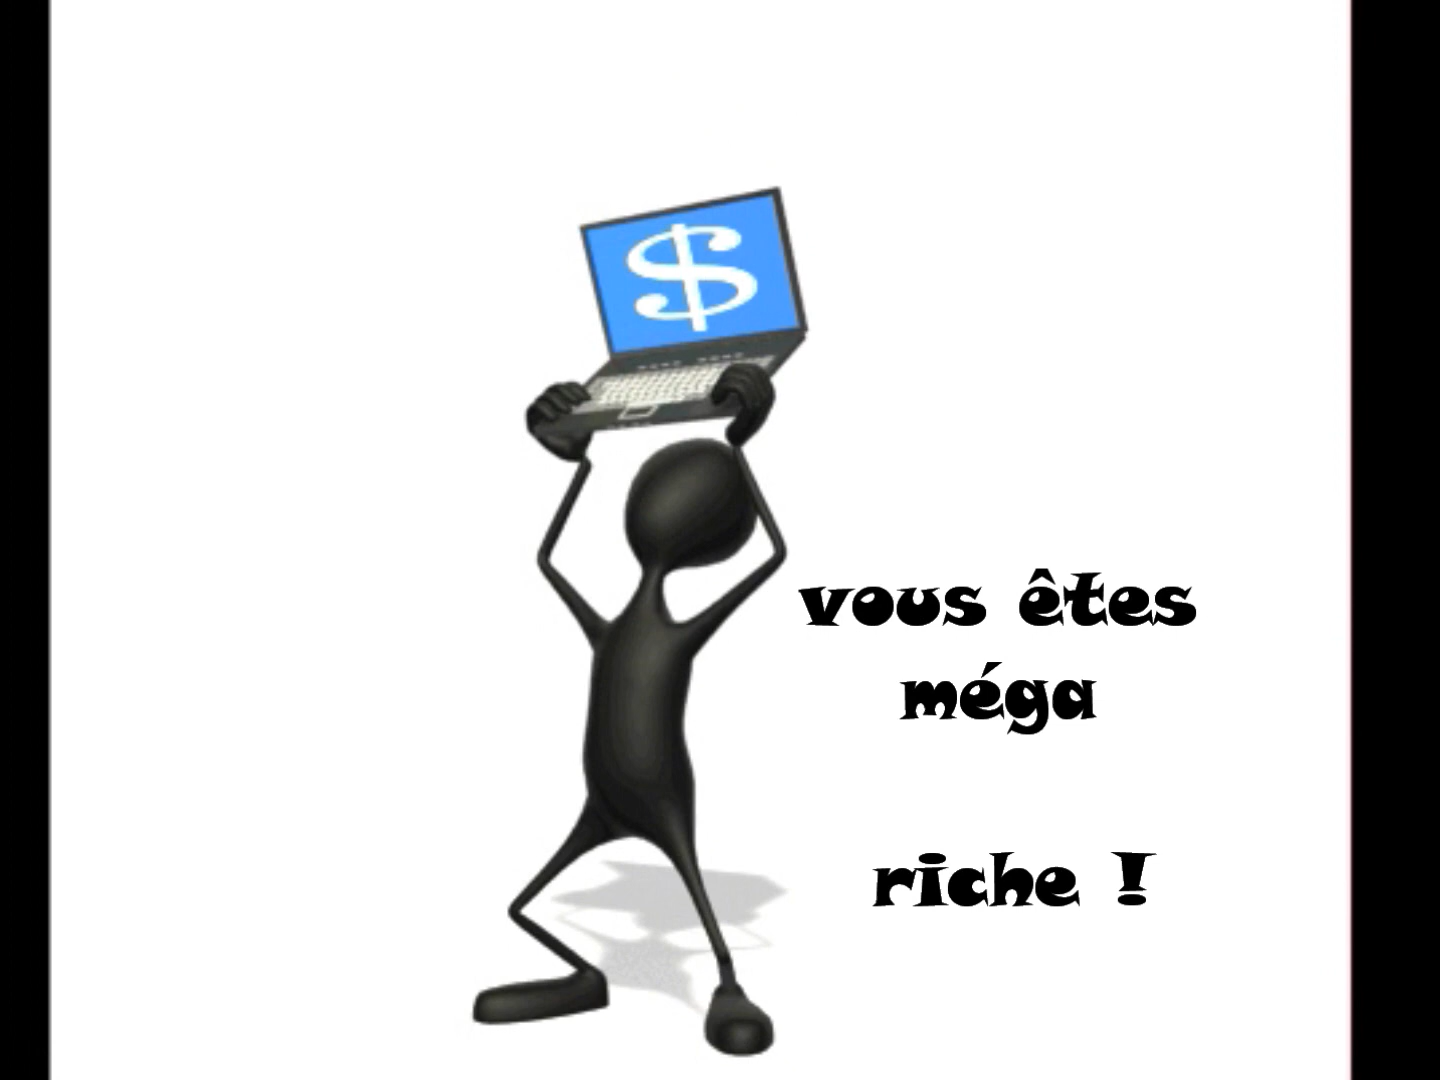 $
vous êtes
méga
riche !